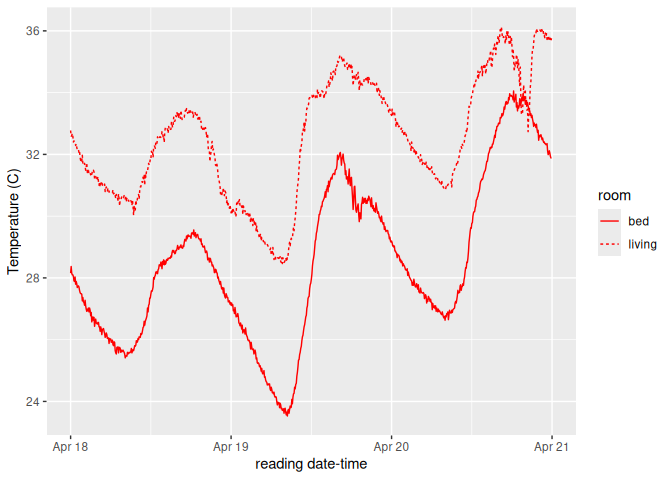 36
32
28
24
Temperature (C)
Apr 18 Apr 19 Apr 20 Apr 21
reading date-time
room
bed
living